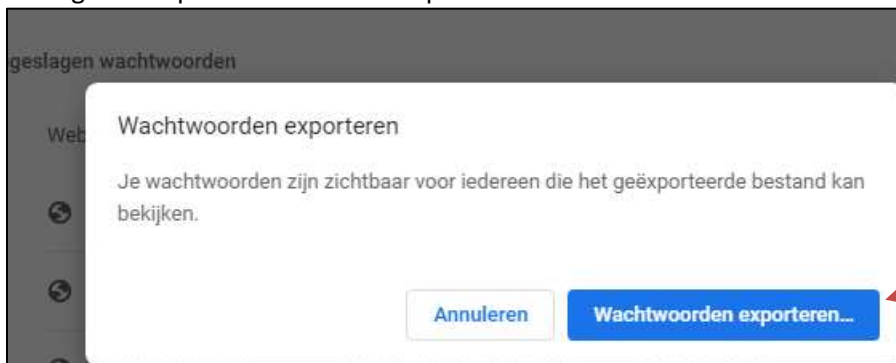 geslagen wachtwoorden
Web
Wachtwoorden exporteren
Je wachtwoorden zijn zichtbaar voor iedereen die het geëxporteerde bestand kan
bekijken.
Annuleren
Wachtwoorden exporteren...